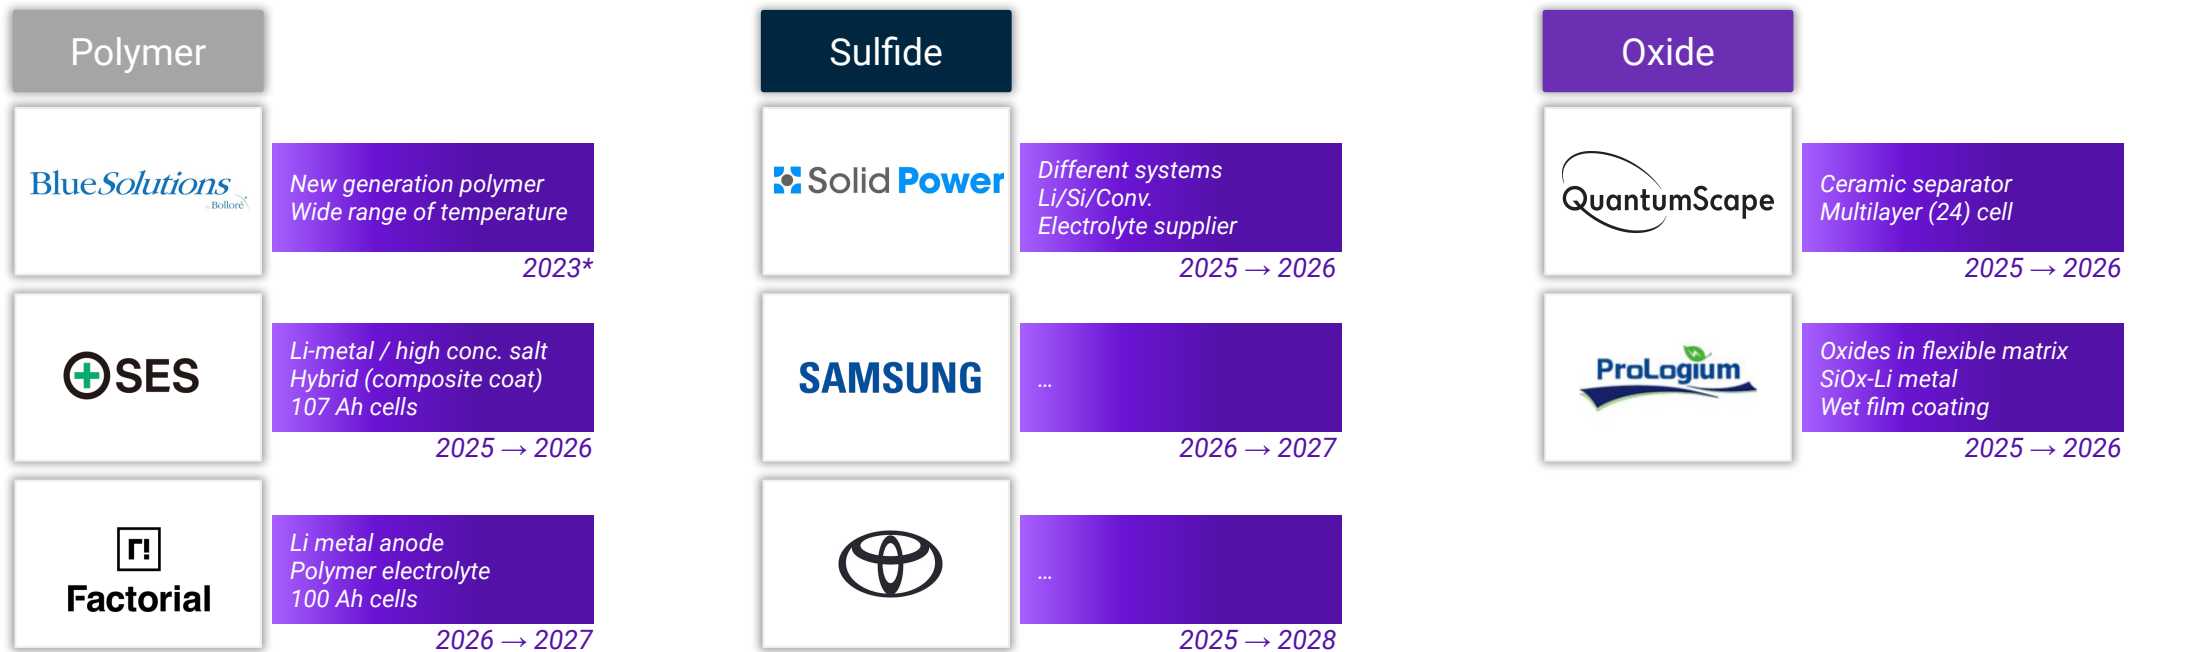 Polymer
BlueSolutions
Bolloré
New generation polymer
Wide range of temperature
2023*
SES
Li-metal / high conc. salt
Hybrid (composite coat)
107 Ah cells
2025 → 2026
Factorial
Li metal anode
Polymer electrolyte
100 Ah cells
2026 → 2027
Sulfide
Solid Power
Different systems
Li/Si/Conv.
Electrolyte supplier
2025 → 2026
SAMSUNG
...
2026 → 2027
...
2025 → 2028
Oxide
QuantumScape
Ceramic separator
Multilayer (24) cell
2025 → 2026
ProLogium
Oxides in flexible matrix
SiOx-Li metal
Wet film coating
2025 → 2026